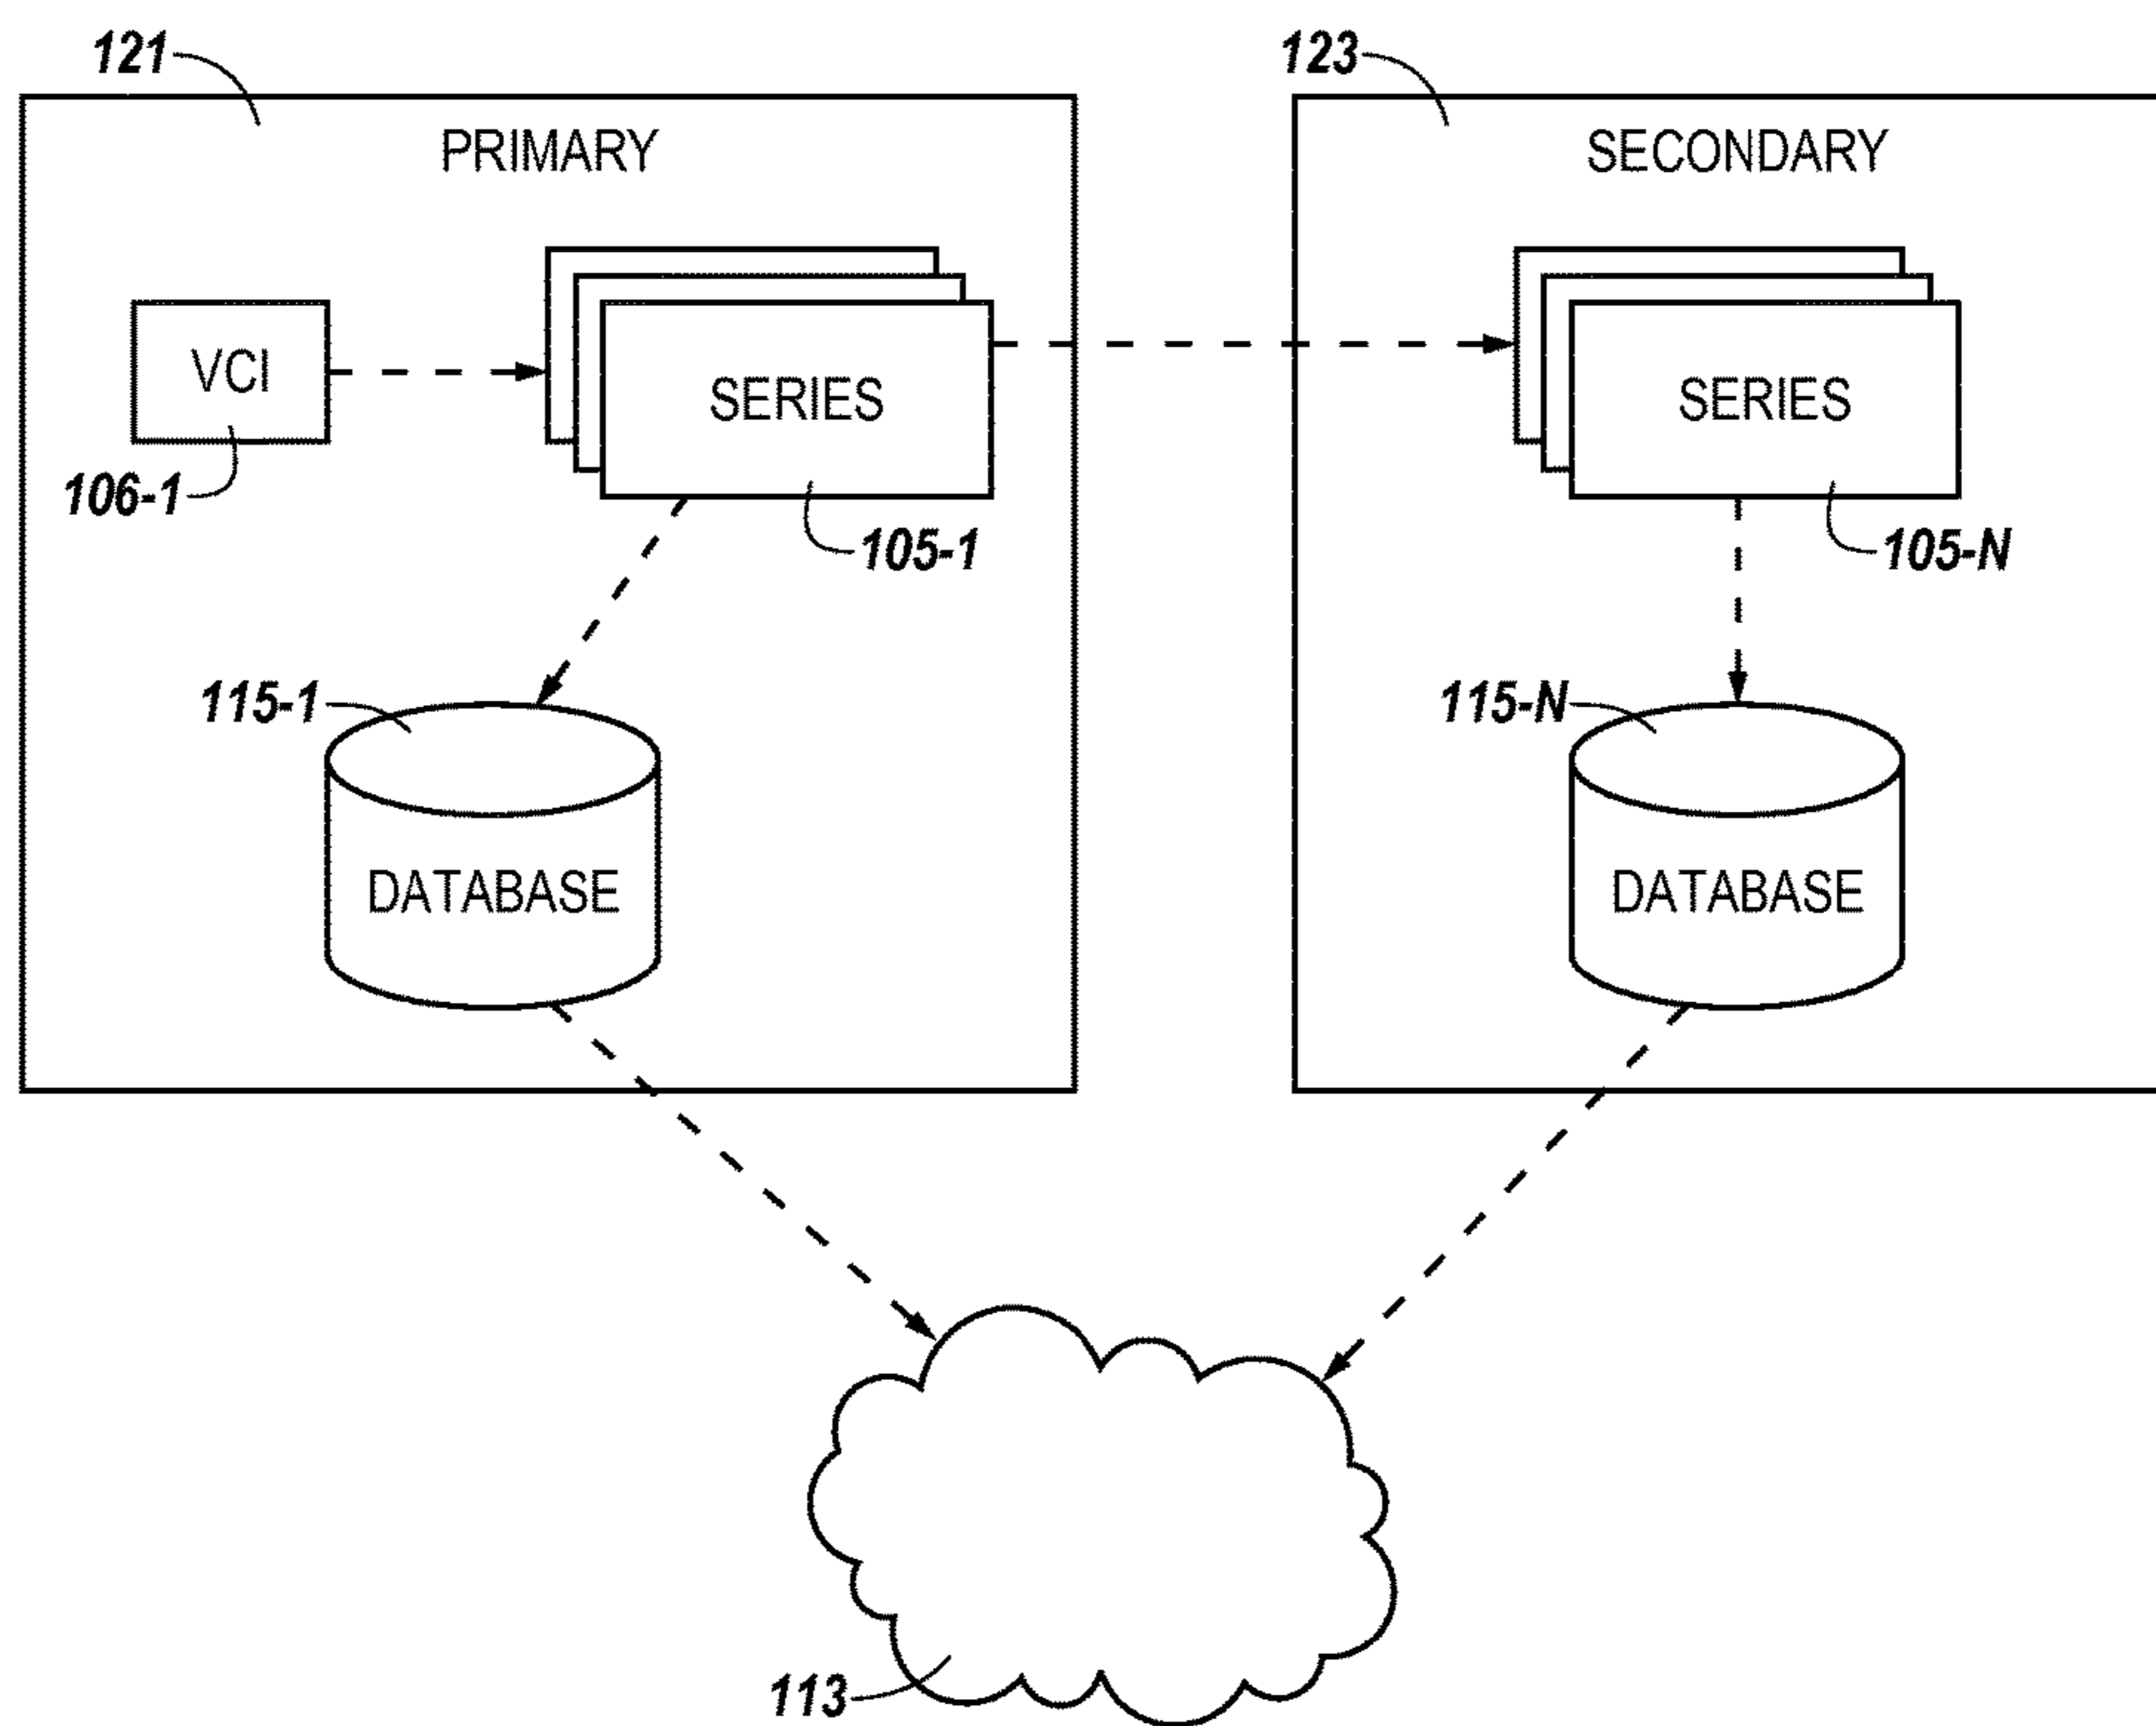 121
123
PRIMARY
SECONDARY
VCI
SERIES
SERIES
106-1
105-1
105-N
115-1
115-N
DATABASE
DATABASE
113